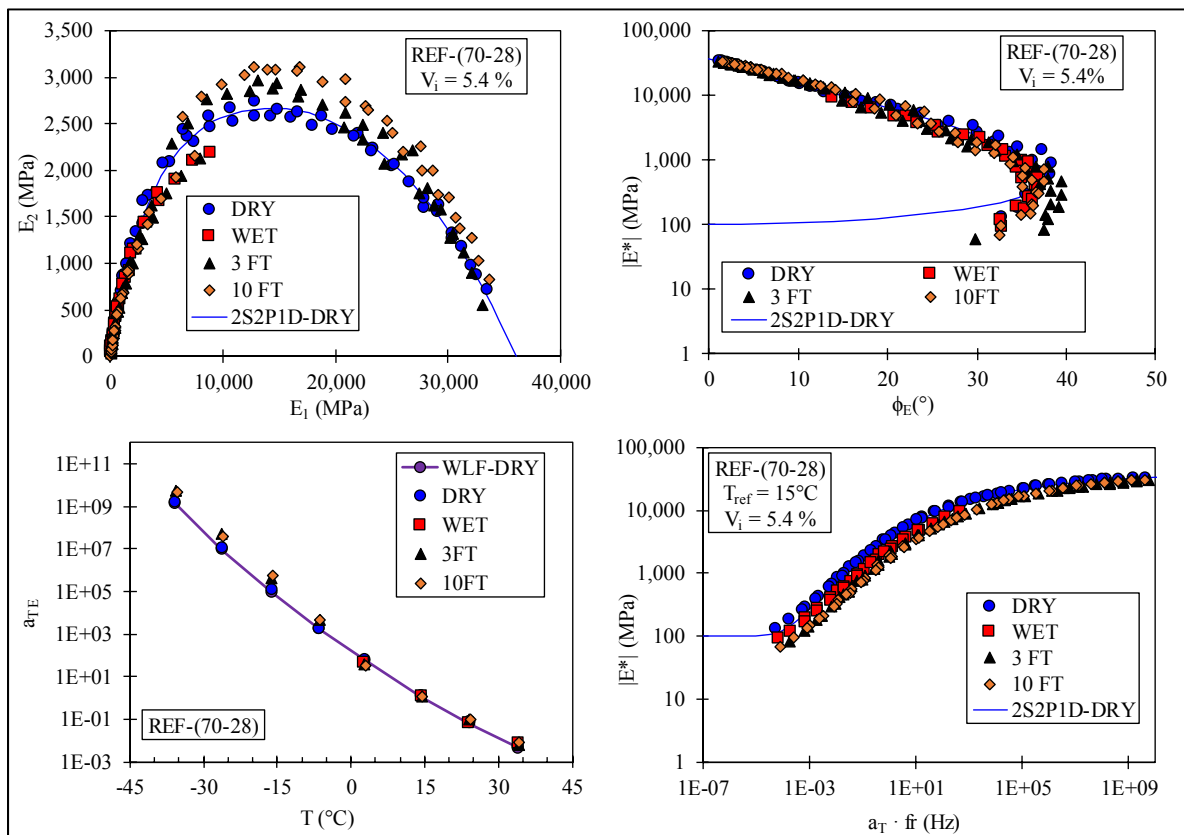 3,500
3,000
2,500
2,000
1,500
1,000
500
0
E2 (MPa)
REF-(70-28)
Vi = 5.4 %
DRY
WET
3 FT
10 FT
2S2P1D-DRY
0
10,000
20,000
30,000
40,000
E1 (MPa)
100,000
10,000
1,000
100
10
1
|E*| (MPa)
REF-(70-28)
Vi = 5.4%
DRY
WET
3 FT
10FT
2S2P1D-DRY
0
10
20
30
40
50
ϕE(°)
1E+11
1E+09
1E+07
1E+05
1E+03
1E+01
1E-01
1E-03
aTE
WLF-DRY
DRY
WET
3FT
10FT
REF-(70-28)
-45
-30
-15
0
15
30
45
T (°C)
100,000
10,000
1,000
100
10
1
|E*| (MPa)
REF-(70-28)
Tref = 15°C
Vi = 5.4 %
DRY
WET
3 FT
10 FT
2S2P1D-DRY
1E-07
1E-03
1E+01
1E+05
1E+09
aT · fr (Hz)